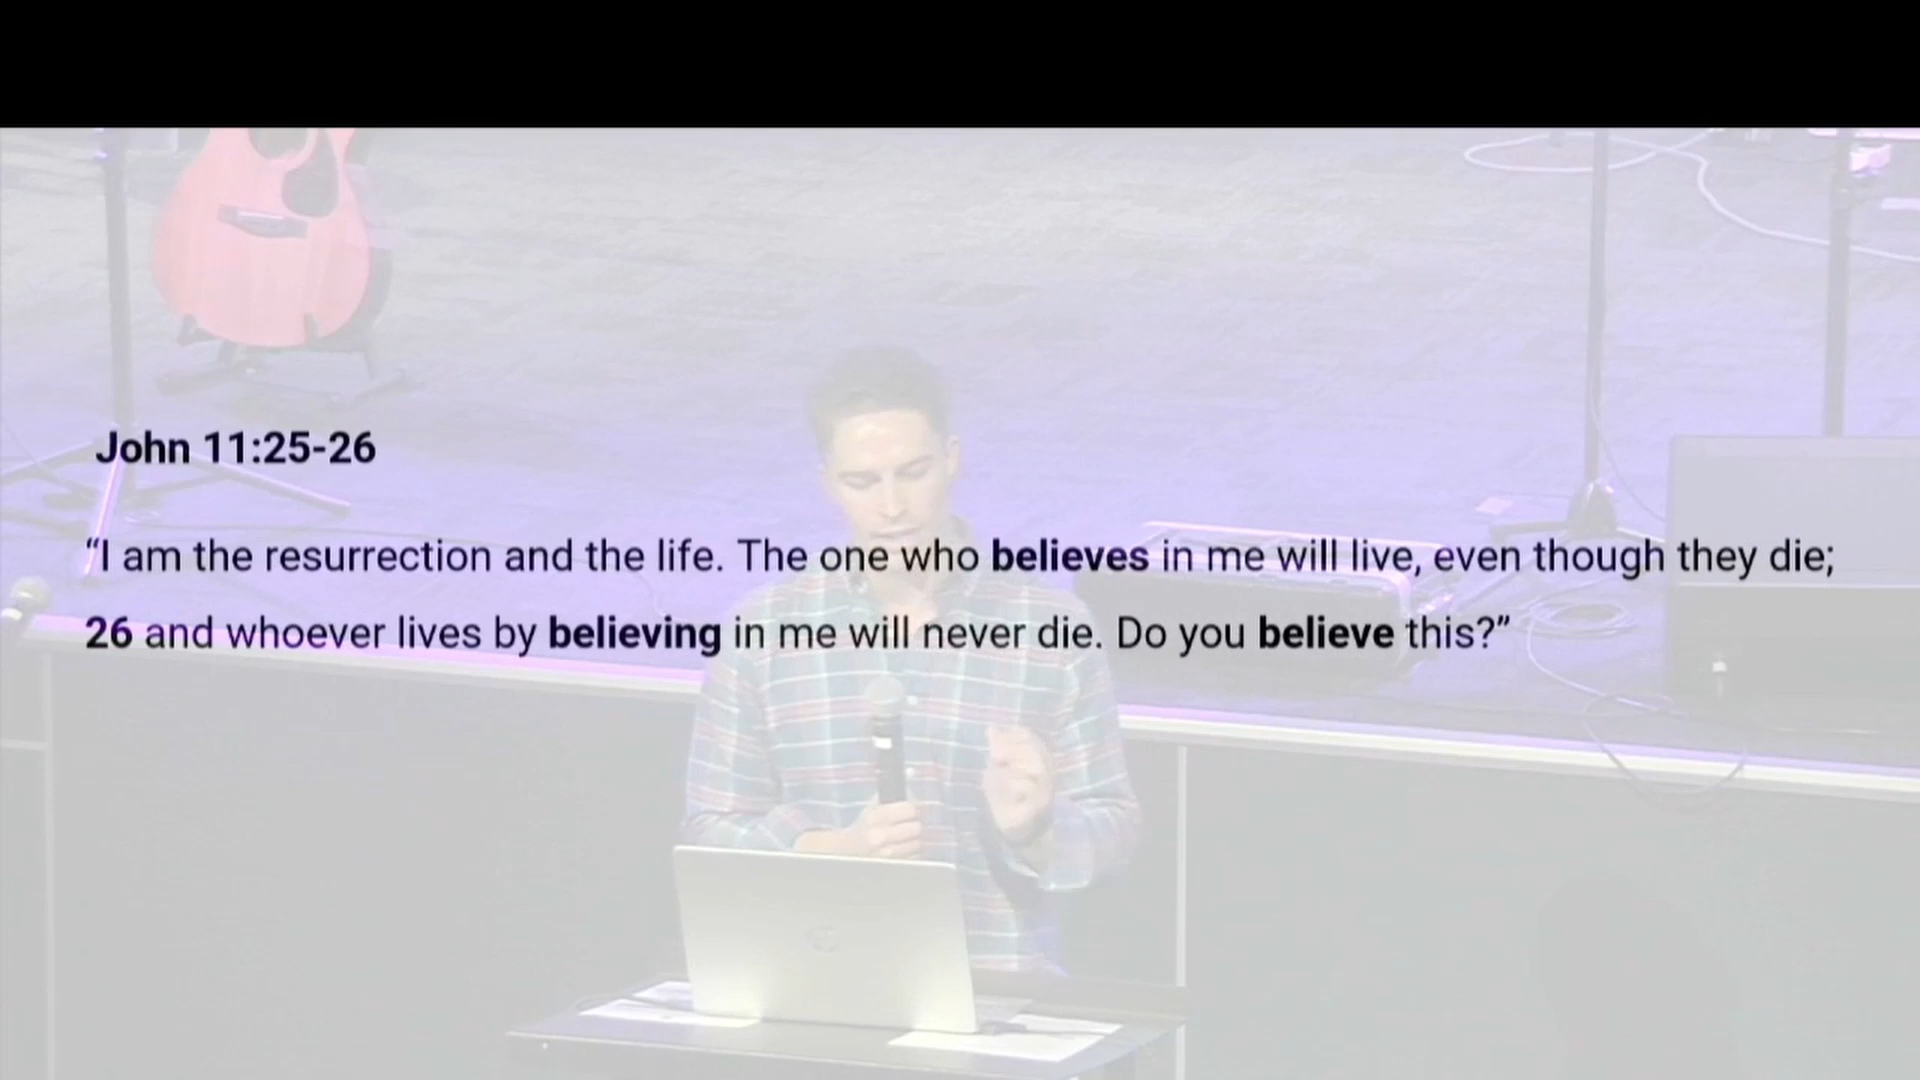 John 11:25-26
“I am the resurrection and the life. The one who believes in me will live, even though they die;
26 and whoever lives by believing in me will never die. Do you believe this?”